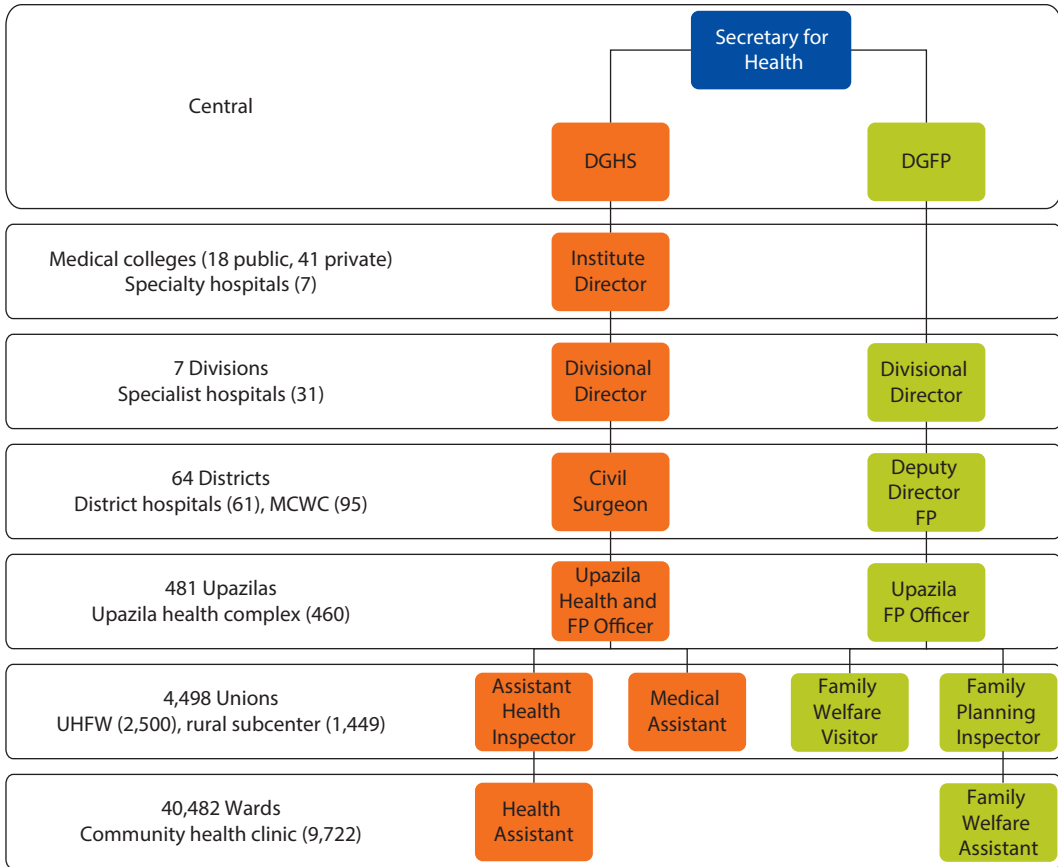 Secretary for
Health
Central
DGHS
DGFP
Medical colleges (18 public, 41 private)
Specialty hospitals (7)
Institute
Director
7 Divisions
Specialist hospitals (31)
Divisional
Director
Divisional
Director
64 Districts
District hospitals (61), MCWC (95)
Civil
Surgeon
Deputy
Director
FP
481 Upazilas
Upazila health complex (460)
Upazila
Health and
FP Officer
Upazila
FP Officer
4,498 Unions
UHFW (2,500), rural subcenter (1,449)
Assistant
Health
Inspector
Medical
Assistant
Family
Welfare
Visitor
Family
Planning
Inspector
40,482 Wards
Community health clinic (9,722)
Health
Assistant
Family
Welfare
Assistant